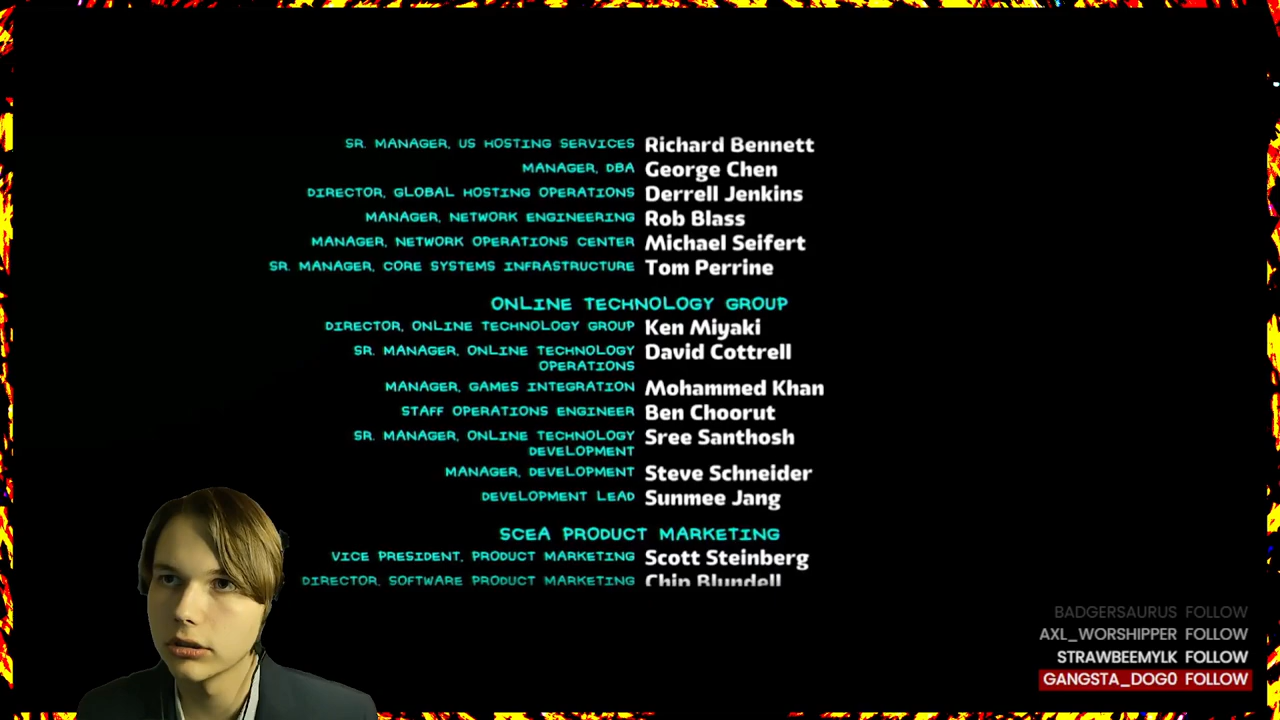 SR. MANAGER, US HOSTING SERVICES Richard Bennett
MANAGER, DBA George Chen
DIRECTOR, GLOBAL HOSTING OPERATIONS Derrell Jenkins
MANAGER, NETWORK ENGINEERING Rob Blass
MANAGER, NETWORK OPERATIONS CENTER Michael Seifert
SR. MANAGER, CORE SYSTEMS INFRASTRUCTURE Tom Perrine
ONLINE TECHNOLOGY GROUP
DIRECTOR, ONLINE TECHNOLOGY GROUP Ken Miyaki
SR. MANAGER, ONLINE TECHNOLOGY David Cottrell
OPERATIONS
MANAGER, GAMES INTEGRATION Mohammed Khan
STAFF OPERATIONS ENGINEER Ben Choorut
SR. MANAGER, ONLINE TECHNOLOGY Sree Santhosh
DEVELOPMENT
MANAGER, DEVELOPMENT Steve Schneider
DEVELOPMENT LEAD Sunmee Jang
SCEA PRODUCT MARKETING
VICE PRESIDENT, PRODUCT MARKETING Scott Steinberg
DIRECTOR, SOFTWARE PRODUCT MARKETING Chip Blundell
BADGERSAURUS FOLLOW
AXL_WORSHIPPER FOLLOW
STRAWBEEMYLK FOLLOW
GANGSTA_DOG0 FOLLOW